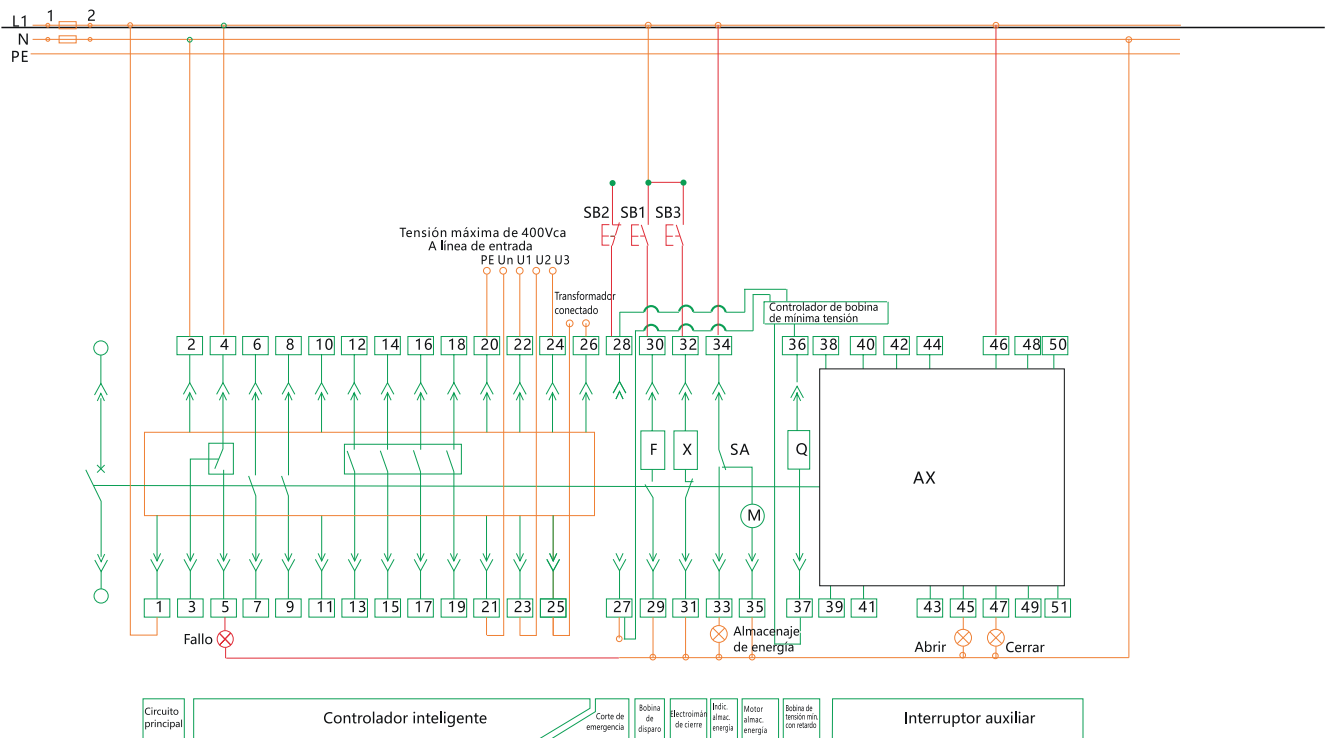 L1 1 2
N
PE
SB2 SB1 SB3
Tensión máxima de 400Vca
A línea de entrada
PE Un U1 U2 U3
Transformador
conectado
Controlador de bobina
de mínima tensión
2 4 6 8 10 12 14 16 18 20 22 24 26 28 30 32 34 36 38 40 42 44 46 48 50
F X SA Q
AX
M
1 3 5 7 9 11 13 15 17 19 21 23 25 27 29 31 33 35 37 39 41 43 45 47 49 51
Fallo
Almacenaje
de energía
Abrir
Cerrar
Circuito
principal
Controlador inteligente
Corte de
emergencia
Bobina
de
disparo
Electroimán
de cierre
Indic.
almac.
energía
Motor
almac.
energía
Bobina de
tensión mín.
con retardo
Interruptor auxiliar